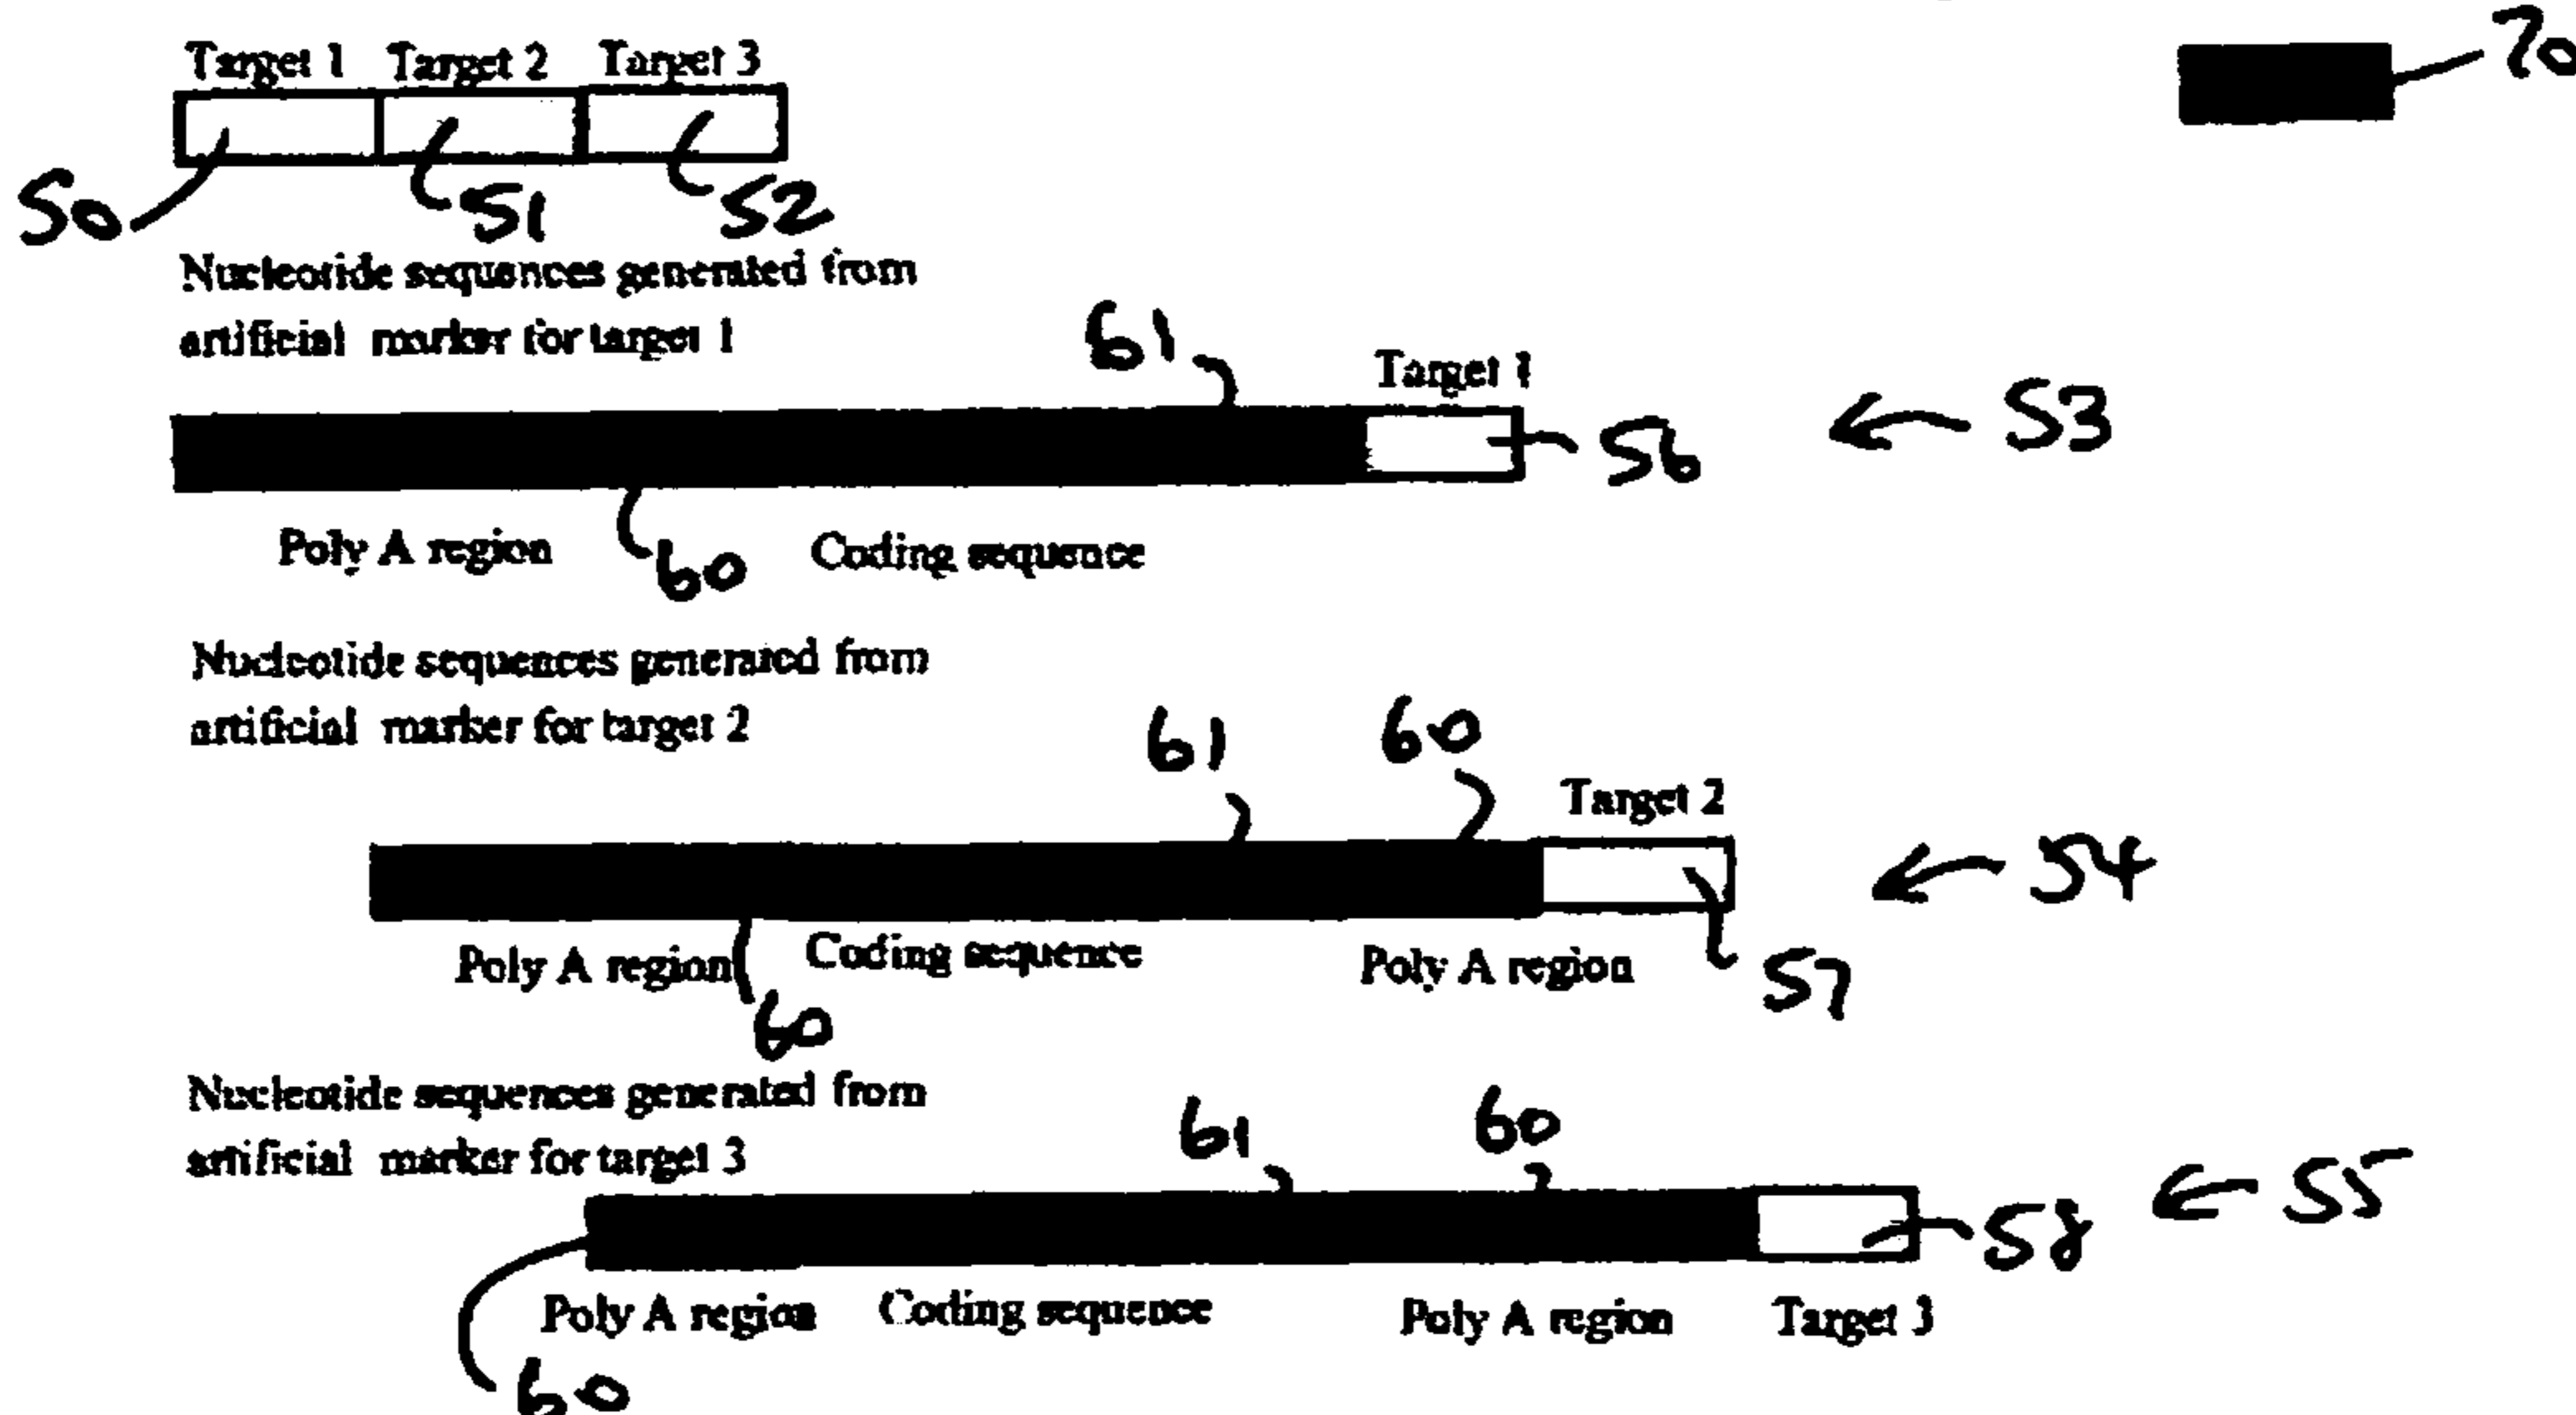 Target 1 Target 2 Target 3
70
50 51 52
Nucleotide sequences generated from
artificial marker for target 1
61
Target 1
56 53
Poly A region 60 Coding sequence
Nucleotide sequences generated from
artificial marker for target 2
61 60
Target 2
54
Poly A region Coding sequence Poly A region 57
60
Nucleotide sequences generated from
artificial marker for target 3
61 60
58 55
Poly A region Coding sequence Poly A region Target 3
60